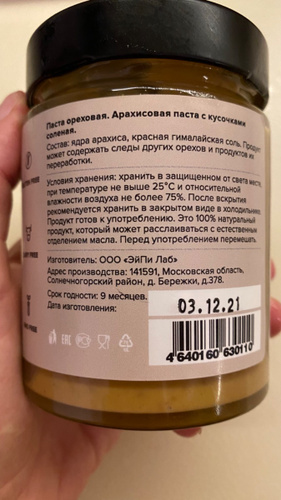 Паста ореховая. Арахисовая паста с кусочками
соленая.
Состав: ядра арахиса, красная гималайская соль. Продукт
может содержать следы других орехов и продуктов их
переработки.
Условия хранения: хранить в защищенном от света месте,
при температуре не выше 25°С и относительной
влажности воздуха не более 75%. После вскрытия
рекомендуется хранить в закрытом виде в холодильнике.
Продукт готов к употреблению. Это 100% натуральный
продукт, который может расслаиваться с естественным
отделением масла. Перед употреблением перемешать.
Изготовитель: ООО «ЭйПи Лаб»
Адрес производства: 141591, Московская область,
Солнечногорский район, д. Бережки, д.378.
Срок годности: 9 месяцев.
Дата изготовления:
03.12.21
EAC
4 640160 630110